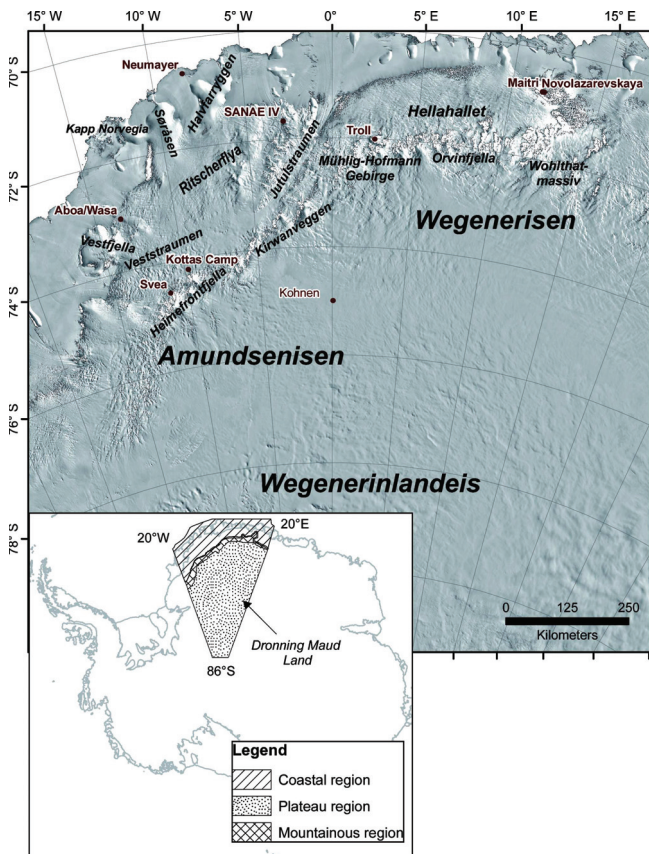 15° W
10°W
5°W
0°
5°E
10°E
15°E
70° S
72° S
74° S
76° S
78° S
Neumayer
Halvfarryggen
Søråsen
Kapp Norvegia
SANAE IV
Ritscherflya
Jutulstraumen
Troll
Hellahallet
Maitri Novolazarevskaya
Mühlig-Hofmann
Gebirge
Orvinfjella
Wohlthat-
massiv
Aboa/Wasa
Vestfjella
Veststraumen
Kottas Camp
Svea
Heimefrontfjella
Kirwanveggen
Wegenerisen
Kohnen
Amundsenisen
Wegenerinlandeis
0 125 250
Kilometers
20°W
20°E
Dronning Maud
Land
86°S
Legend
Coastal region
Plateau region
Mountainous region